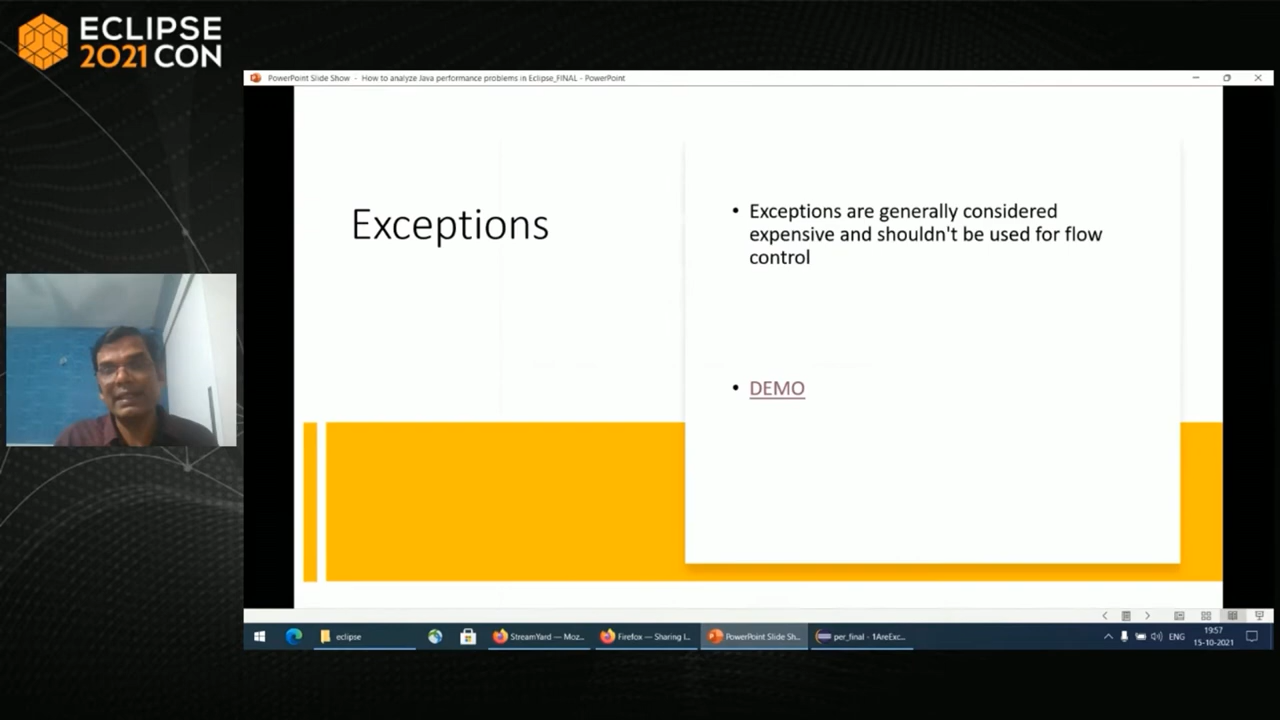 ECLIPSE
2021 CON
PowerPoint Slide Show - How to analyze Java performance problems in Eclipse_FINAL - PowerPoint
Exceptions
• Exceptions are generally considered
expensive and shouldn't be used for flow
control
• DEMO
eclipse
StreamYard — Moz...
Firefox — Sharing I...
PowerPoint Slide Sh...
per_final - 1AreExc...
ENG
19:57
15-10-2021